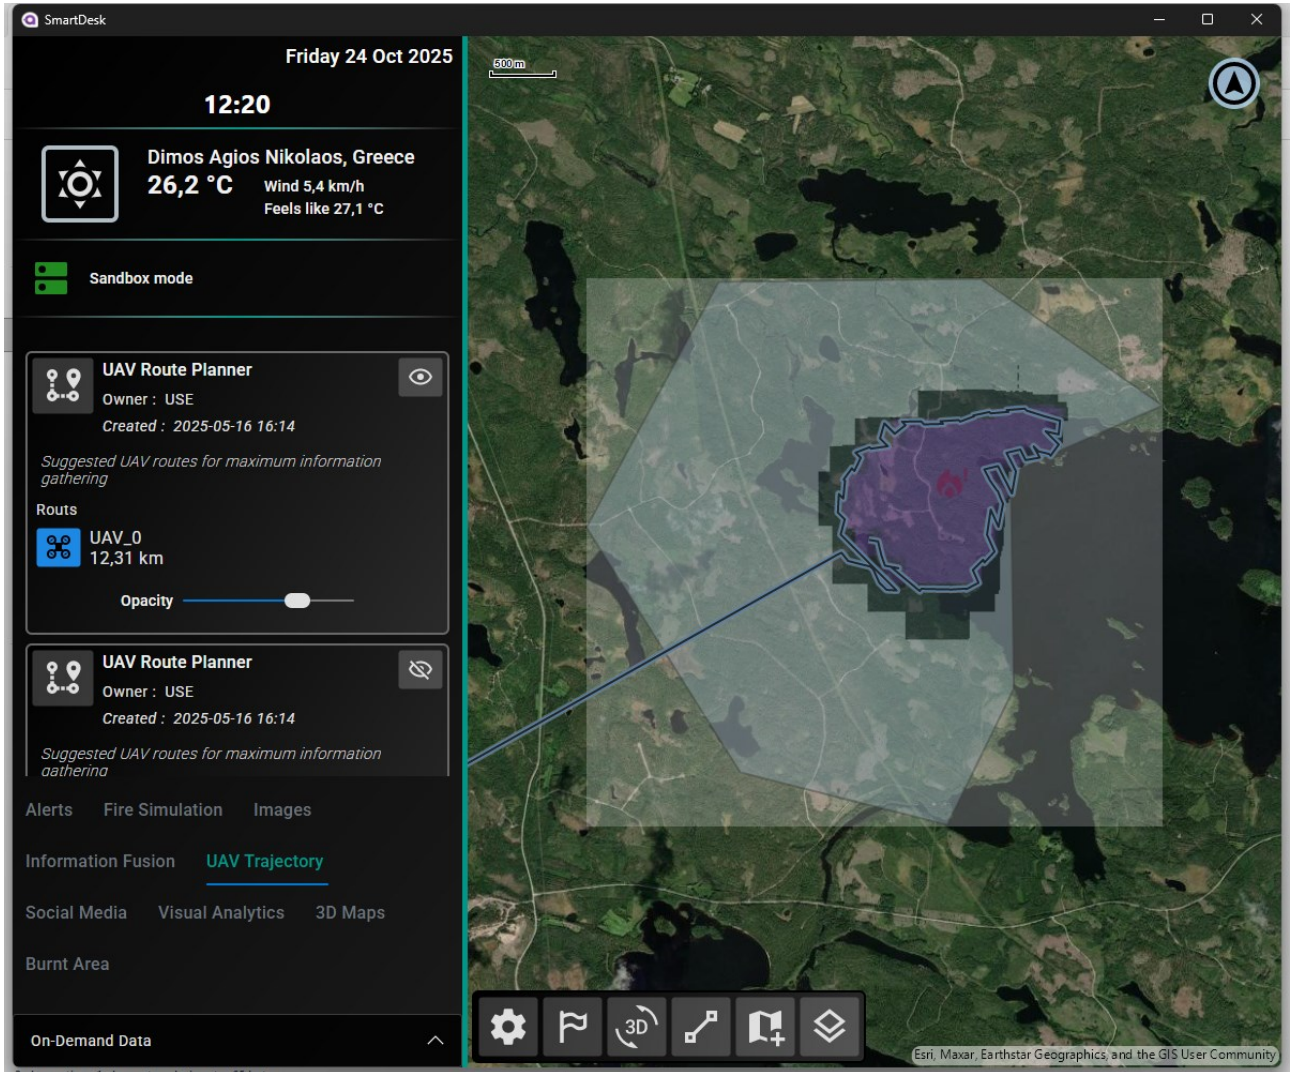 SmartDesk
Friday 24 Oct 2025
12:20
Dimos Agios Nikolaos, Greece
26,2 °C
Wind 5,4 km/h
Feels like 27,1 °C
Sandbox mode
UAV Route Planner
Owner : USE
Created : 2025-05-16 16:14
Suggested UAV routes for maximum information
gathering
Routs
UAV_0
12,31 km
Opacity
UAV Route Planner
Owner : USE
Created : 2025-05-16 16:14
Suggested UAV routes for maximum information
gathering
Alerts Fire Simulation Images
Information Fusion UAV Trajectory
Social Media Visual Analytics 3D Maps
Burnt Area
On-Demand Data
500 m
3D
Esri, Maxar, Earthstar Geographics, and the GIS User Community